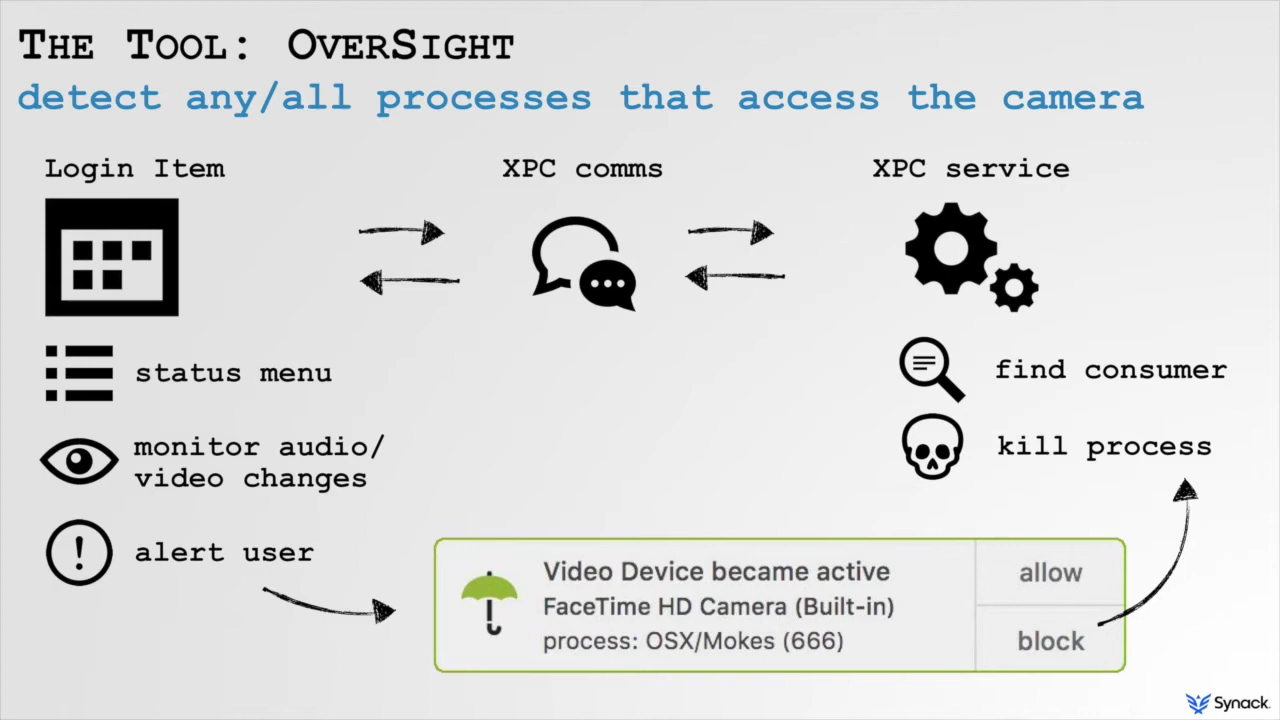 THE TOOL: OVERSIGHT
detect any/all processes that access the camera
Login Item
XPC comms
XPC service
status menu
monitor audio/
video changes
alert user
find consumer
kill process
Video Device became active
FaceTime HD Camera (Built-in)
process: OSX/Mokes (666)
allow
block
Synack.